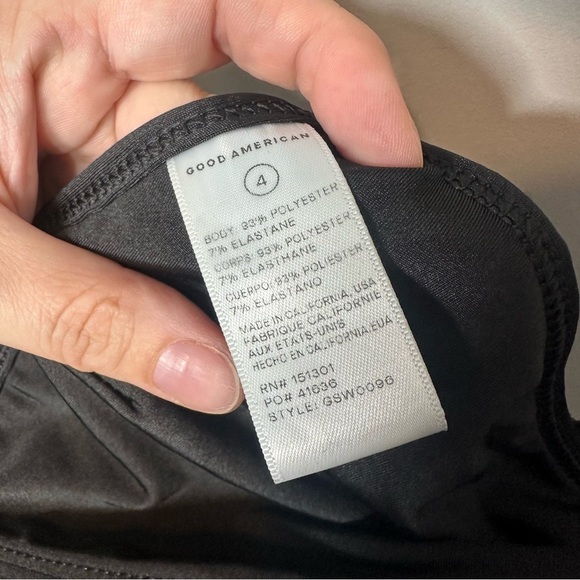 GOOD AMERICAN
4
BODY: 93% POLYESTER
7% ELASTANE
CORPS: 93% POLYESTER
7% ELASTHANE
CUERPO: 93% POLIESTER
7% ELASTANO
MADE IN CALIFORNIA, USA
FABRIQUE CALIFORNIE
AUX ÉTATS-UNIS
HECHO EN CALIFORNIA, EUA
RN# 151301
PO# 41636
STYLE: GSW0096